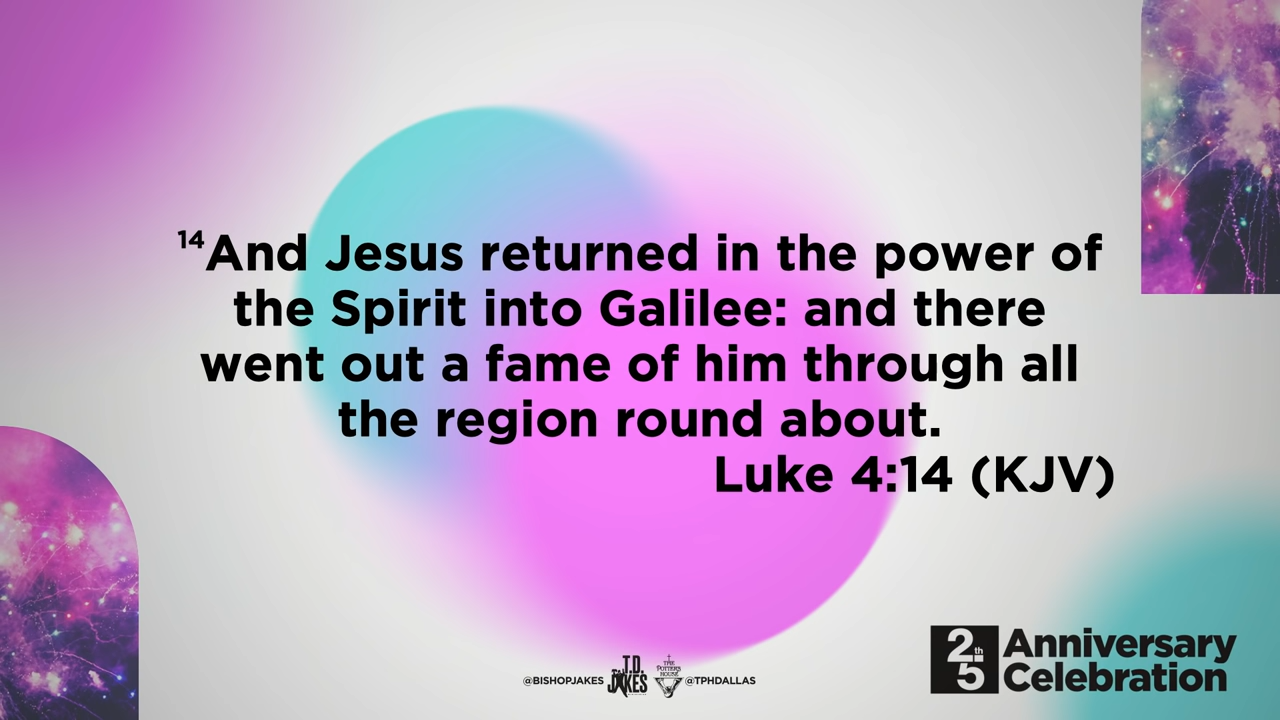 ¹⁴And Jesus returned in the power of
the Spirit into Galilee: and there
went out a fame of him through all
the region round about.
Luke 4:14 (KJV)
@BISHOPJAKES T.D. JAKES THE POTTER'S HOUSE @TPHDALLAS
25th Anniversary
Celebration